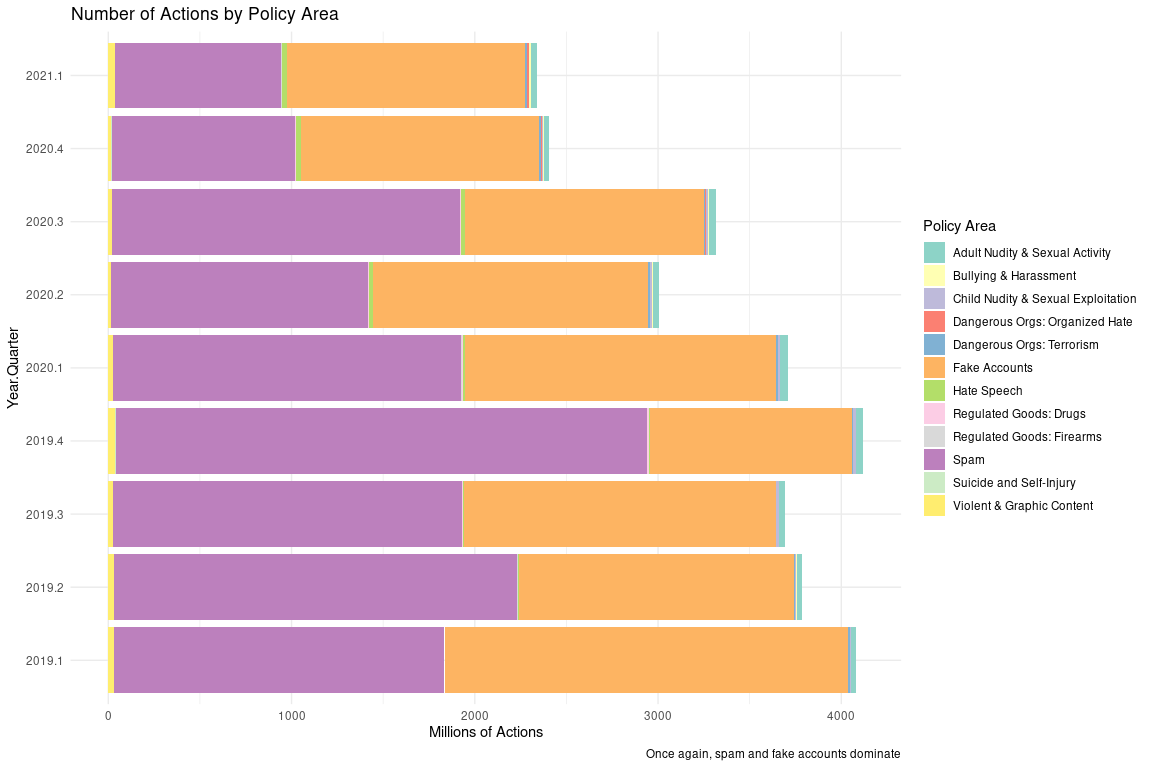 Number of Actions by Policy Area
2021.1
2020.4
2020.3
2020.2
2020.1
2019.4
2019.3
2019.2
2019.1
Year.Quarter
0 1000 2000 3000 4000
Millions of Actions
Once again, spam and fake accounts dominate
Policy Area
Adult Nudity & Sexual Activity
Bullying & Harassment
Child Nudity & Sexual Exploitation
Dangerous Orgs: Organized Hate
Dangerous Orgs: Terrorism
Fake Accounts
Hate Speech
Regulated Goods: Drugs
Regulated Goods: Firearms
Spam
Suicide and Self-Injury
Violent & Graphic Content